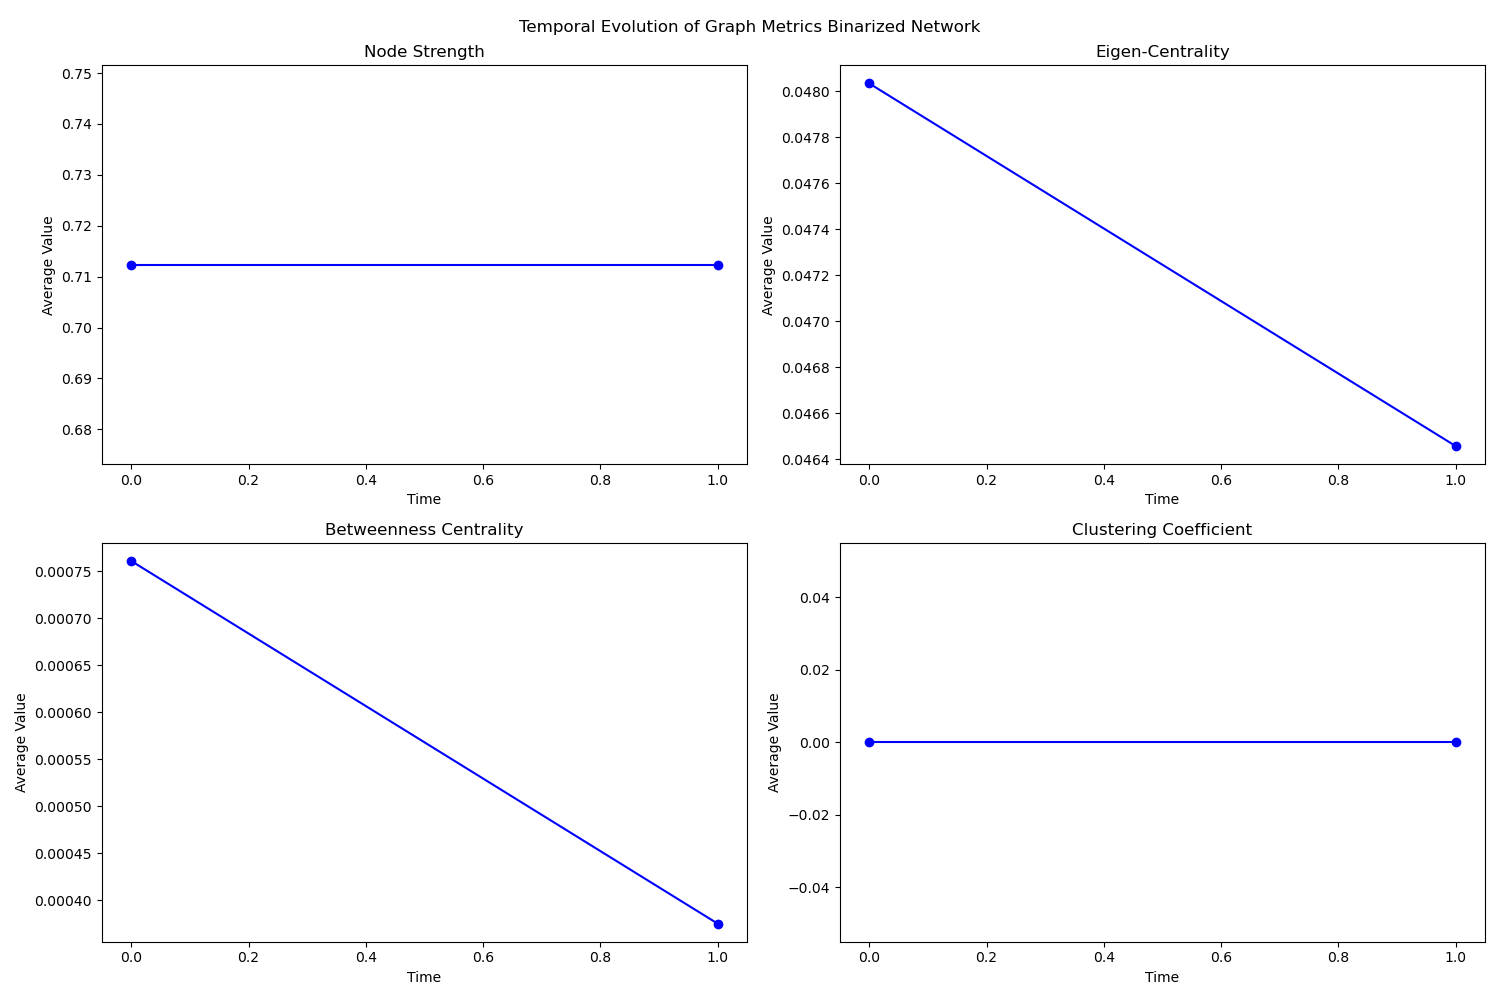 Temporal Evolution of Graph Metrics Binarized Network
Node Strength
0.75
0.74
0.73
0.72
0.71
0.70
0.69
0.68
Average Value
0.0 0.2 0.4 0.6 0.8 1.0
Time
Eigen-Centrality
0.0480
0.0478
0.0476
0.0474
0.0472
0.0470
0.0468
0.0466
0.0464
Average Value
0.0 0.2 0.4 0.6 0.8 1.0
Time
Betweenness Centrality
0.00075
0.00070
0.00065
0.00060
0.00055
0.00050
0.00045
0.00040
Average Value
0.0 0.2 0.4 0.6 0.8 1.0
Time
Clustering Coefficient
0.04
0.02
0.00
−0.02
−0.04
Average Value
0.0 0.2 0.4 0.6 0.8 1.0
Time